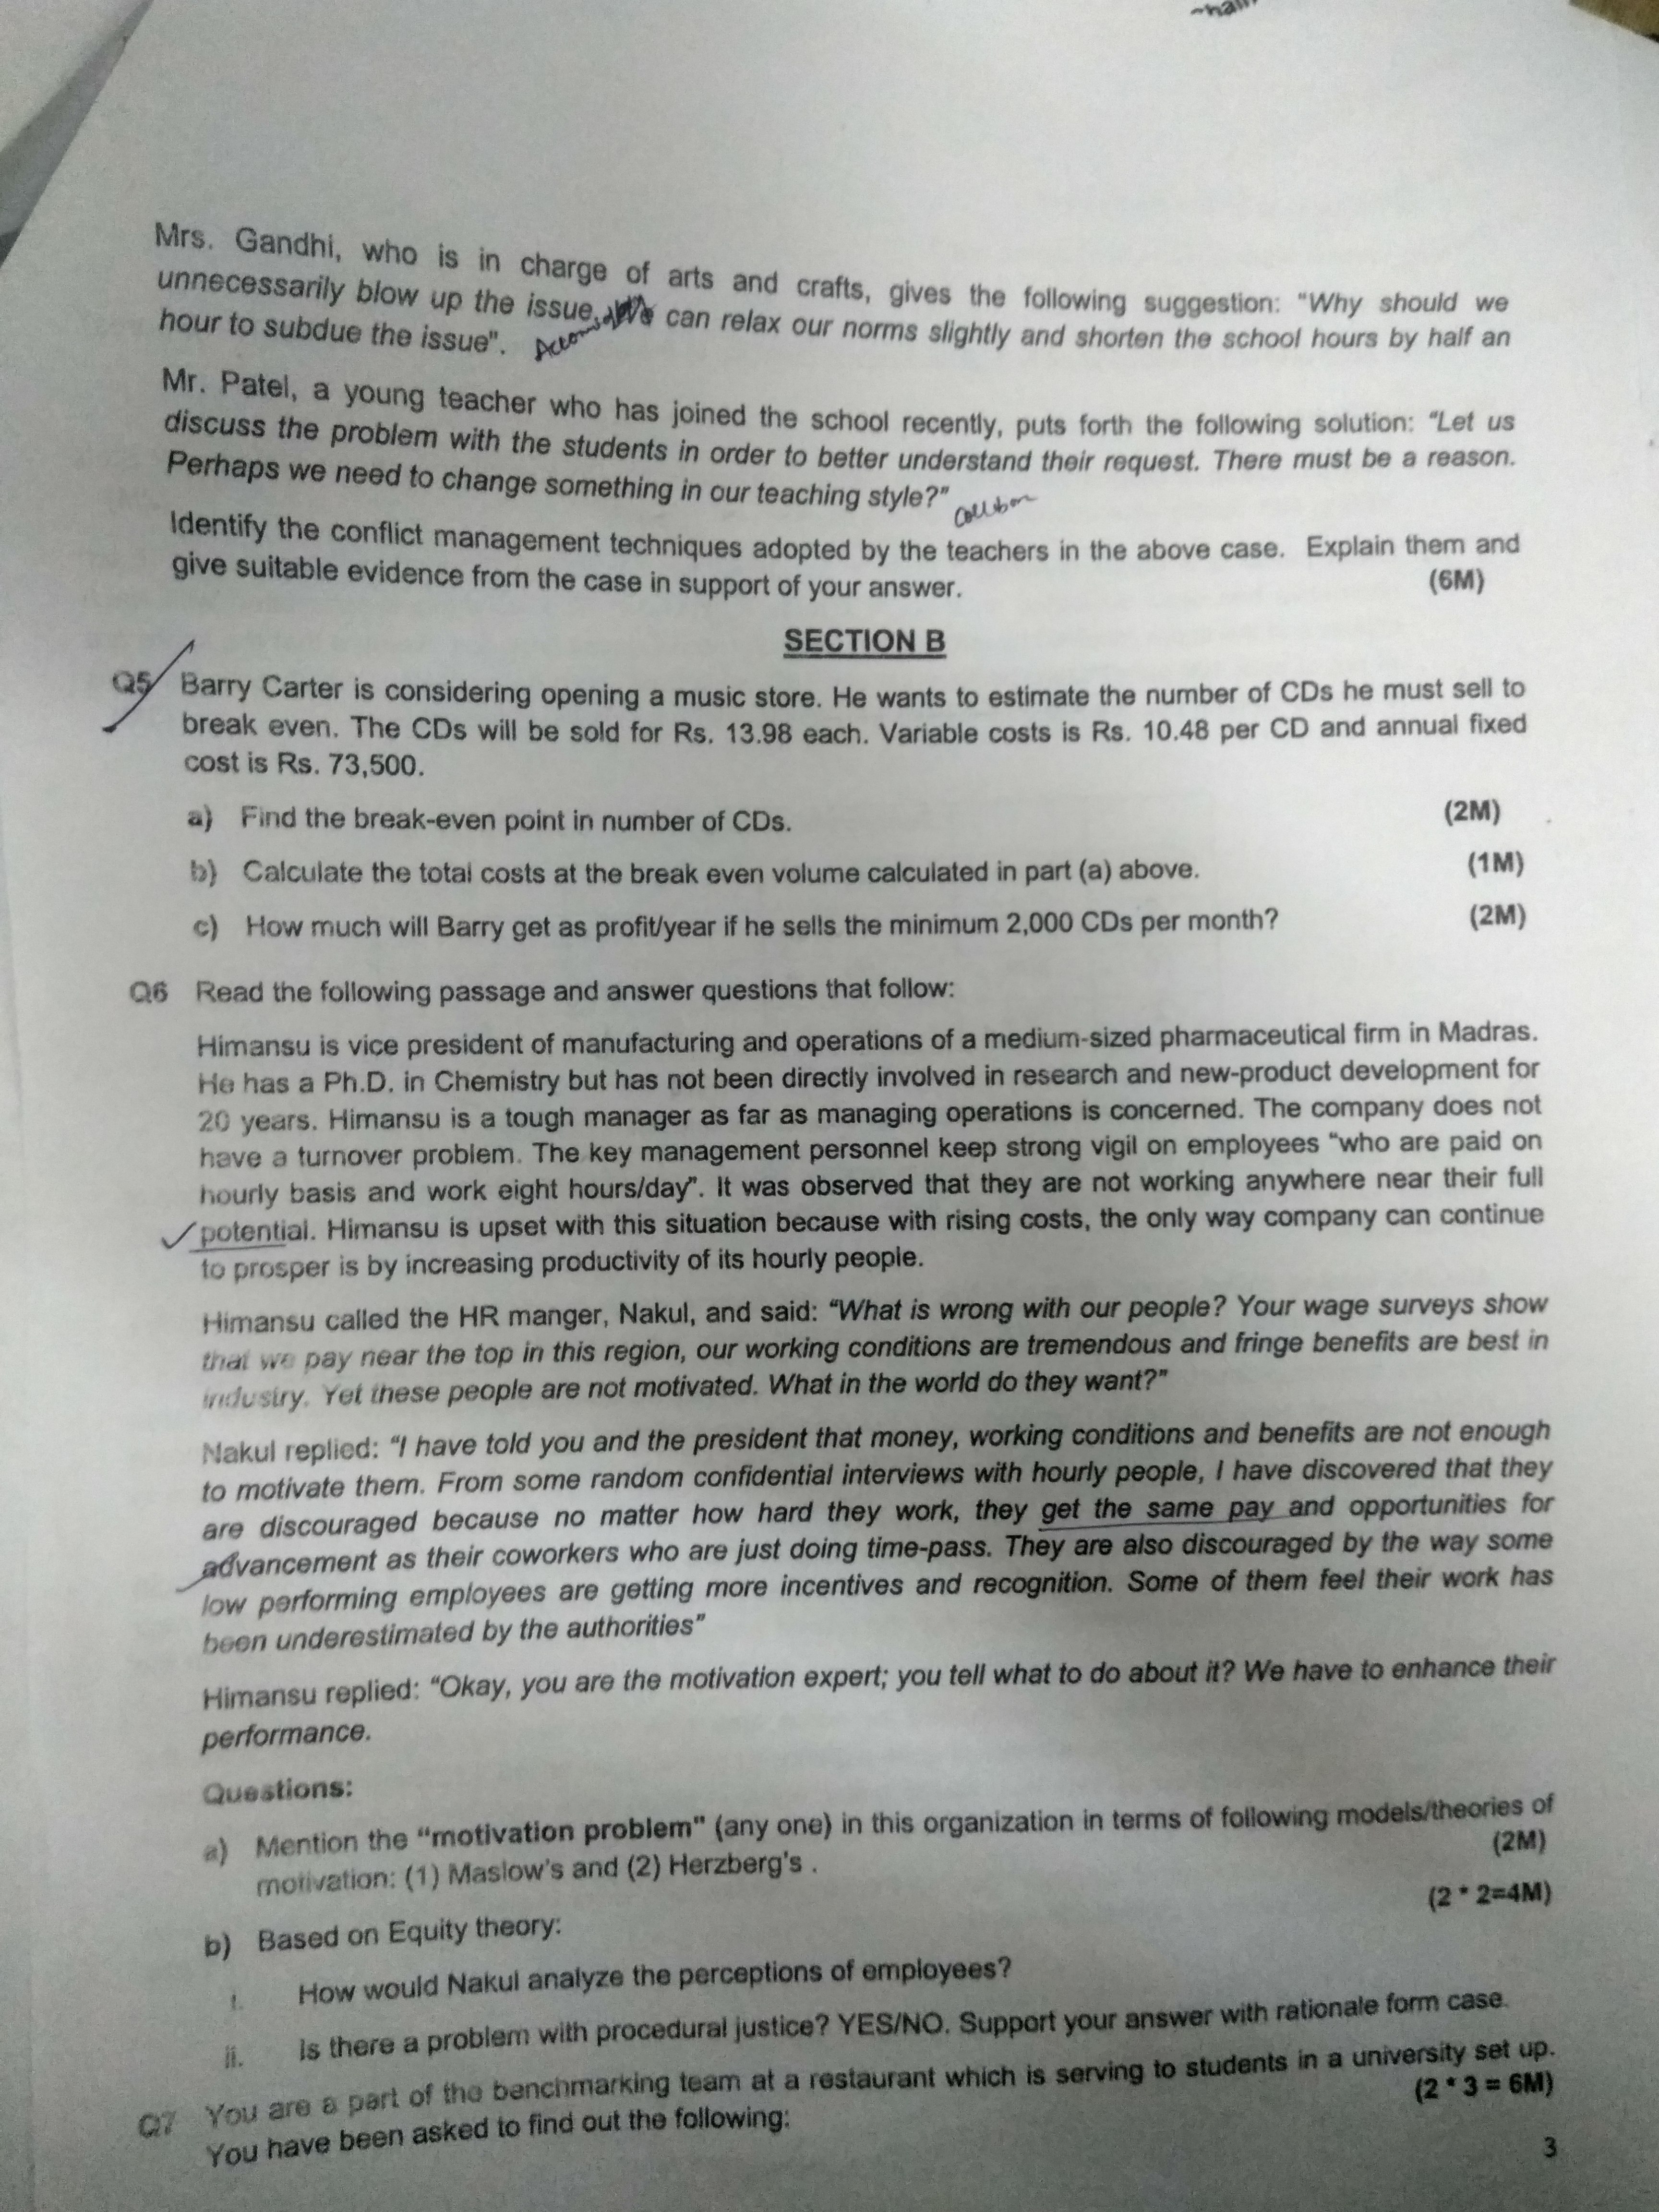 Mrs. Gandhi, who is in charge of arts and crafts, gives the following suggestion: "Why should we
unnecessarily blow up the issue, We can relax our norms slightly and shorten the school hours by half an
hour to subdue the issue".
Mr. Patel, a young teacher who has joined the school recently, puts forth the following solution: "Let us
discuss the problem with the students in order to better understand their request. There must be a reason.
Perhaps we need to change something in our teaching style?"
Identify the conflict management techniques adopted by the teachers in the above case. Explain them and
give suitable evidence from the case in support of your answer. (6M)
SECTION B
Q5 Barry Carter is considering opening a music store. He wants to estimate the number of CDs he must sell to
break even. The CDs will be sold for Rs. 13.98 each. Variable costs is Rs. 10.48 per CD and annual fixed
cost is Rs. 73,500.
a) Find the break-even point in number of CDs. (2M)
b) Calculate the total costs at the break even volume calculated in part (a) above. (1M)
c) How much will Barry get as profit/year if he sells the minimum 2,000 CDs per month? (2M)
Q6 Read the following passage and answer questions that follow:
Himansu is vice president of manufacturing and operations of a medium-sized pharmaceutical firm in Madras.
He has a Ph.D. in Chemistry but has not been directly involved in research and new-product development for
20 years. Himansu is a tough manager as far as managing operations is concerned. The company does not
have a turnover problem. The key management personnel keep strong vigil on employees "who are paid on
hourly basis and work eight hours/day". It was observed that they are not working anywhere near their full
potential. Himansu is upset with this situation because with rising costs, the only way company can continue
to prosper is by increasing productivity of its hourly people.
Himansu called the HR manger, Nakul, and said: "What is wrong with our people? Your wage surveys show
that we pay near the top in this region, our working conditions are tremendous and fringe benefits are best in
industry. Yet these people are not motivated. What in the world do they want?"
Nakul replied: "I have told you and the president that money, working conditions and benefits are not enough
to motivate them. From some random confidential interviews with hourly people, I have discovered that they
are discouraged because no matter how hard they work, they get the same pay and opportunities for
advancement as their coworkers who are just doing time-pass. They are also discouraged by the way some
low performing employees are getting more incentives and recognition. Some of them feel their work has
been underestimated by the authorities"
Himansu replied: "Okay, you are the motivation expert; you tell what to do about it? We have to enhance their
performance.
Questions:
a) Mention the "motivation problem" (any one) in this organization in terms of following models/theories of
motivation: (1) Maslow's and (2) Herzberg's . (2M)
b) Based on Equity theory: (2 * 2=4M)
i. How would Nakul analyze the perceptions of employees?
ii. Is there a problem with procedural justice? YES/NO. Support your answer with rationale form case.
Q7 You are a part of the benchmarking team at a restaurant which is serving to students in a university set up.
You have been asked to find out the following: (2 * 3 = 6M)
3